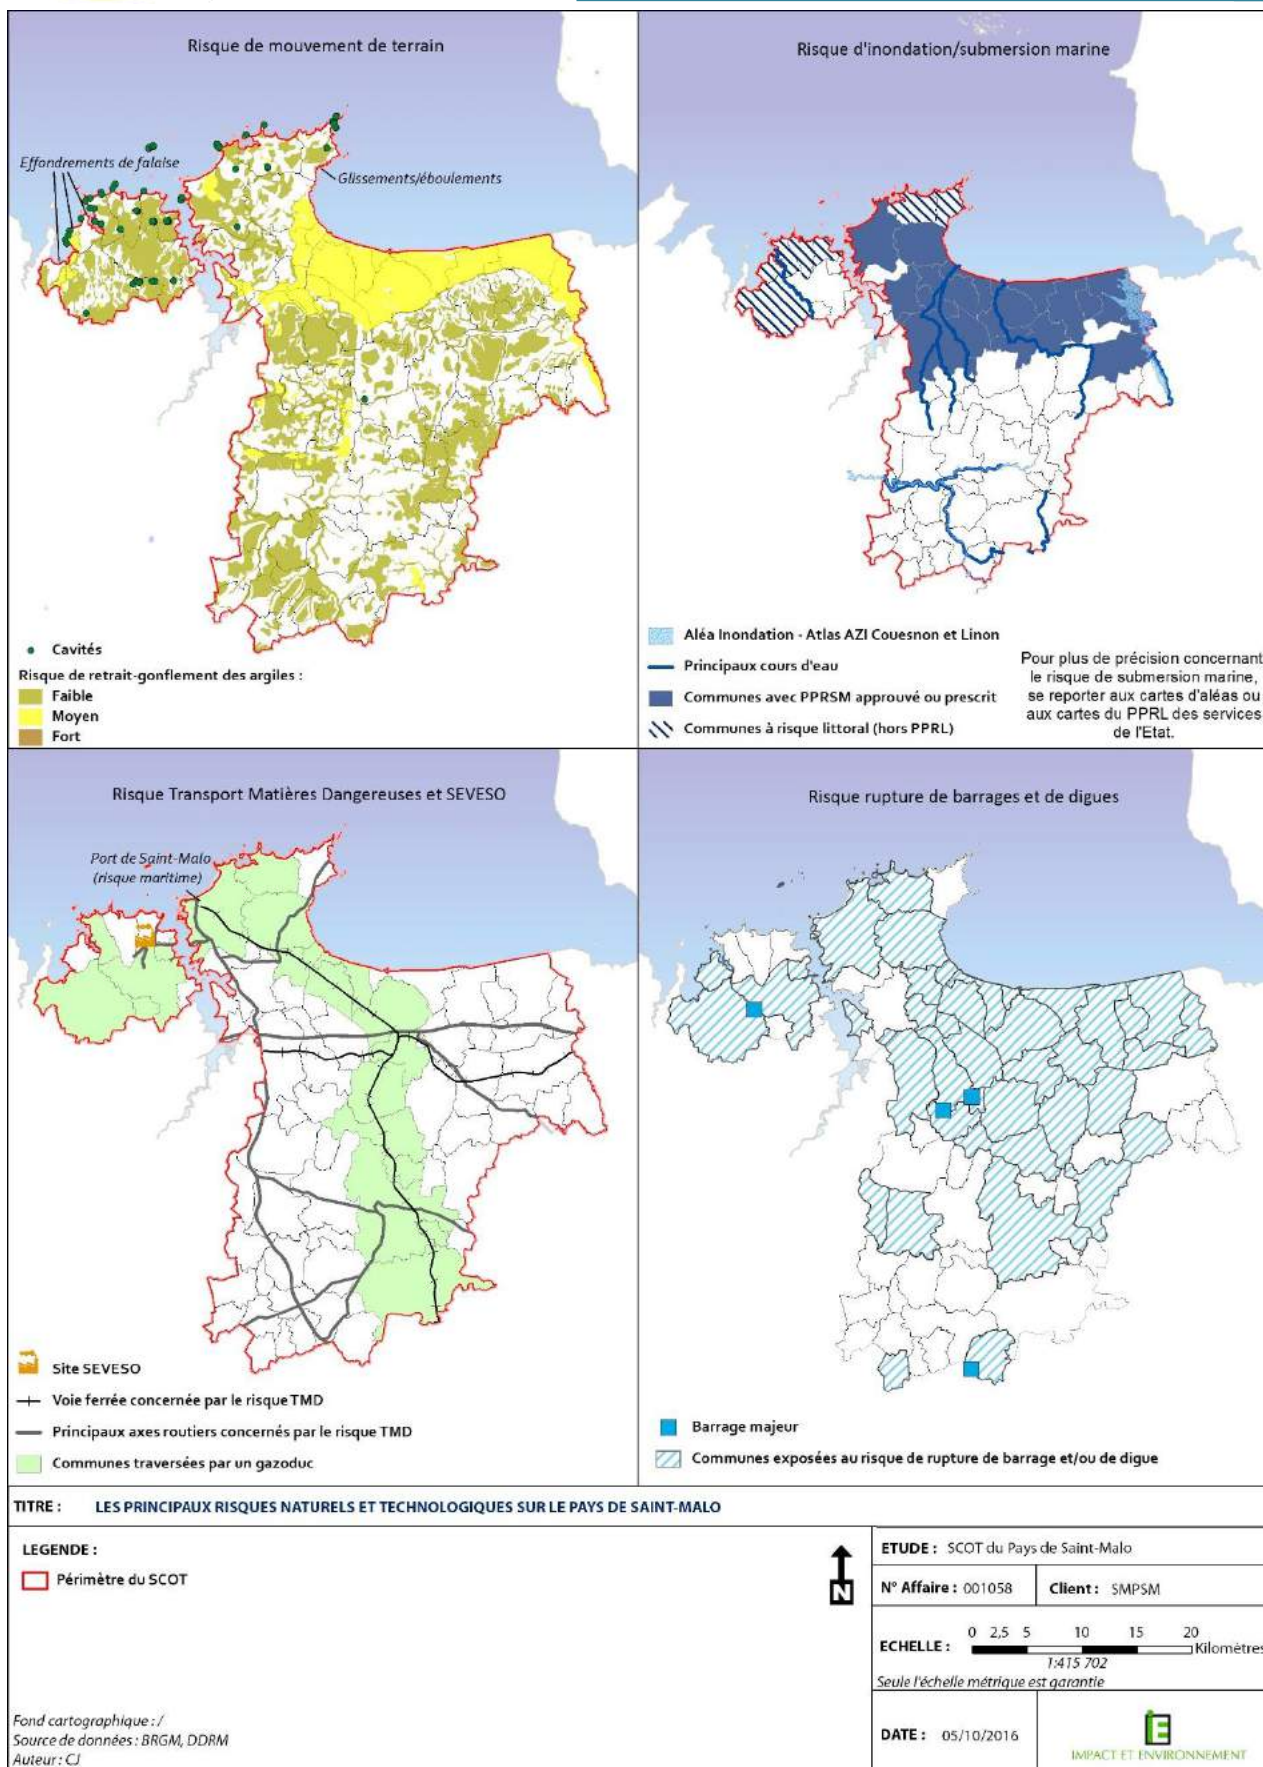 Risque de mouvement de terrain
Effondrements de falaise
Glissements/éboulements
Cavités
Risque de retrait-gonflement des argiles :
Faible
Moyen
Fort
Risque d'inondation/submersion marine
Aléa Inondation - Atlas AZI Couesnon et Linon
Principaux cours d'eau
Communes avec PPRSM approuvé ou prescrit
Communes à risque littoral (hors PPRL)
Pour plus de précision concernant
le risque de submersion marine,
se reporter aux cartes d'aléas ou
aux cartes du PPRL des services
de l'Etat.
Risque Transport Matières Dangereuses et SEVESO
Port de Saint-Malo
(risque maritime)
Site SEVESO
Voie ferrée concernée par le risque TMD
Principaux axes routiers concernés par le risque TMD
Communes traversées par un gazoduc
Risque rupture de barrages et de digues
Barrage majeur
Communes exposées au risque de rupture de barrage et/ou de digue
TITRE : LES PRINCIPAUX RISQUES NATURELS ET TECHNOLOGIQUES SUR LE PAYS DE SAINT-MALO
LEGENDE :
Périmètre du SCOT
N
Fond cartographique : /
Source de données : BRGM, DDRM
Auteur : CJ
ETUDE : SCOT du Pays de Saint-Malo
N° Affaire : 001058 Client : SMPSM
ECHELLE : 0 2,5 5 10 15 20 Kilomètres
1:415 702
Seule l'échelle métrique est garantie
DATE : 05/10/2016
IE
IMPACT ET ENVIRONNEMENT